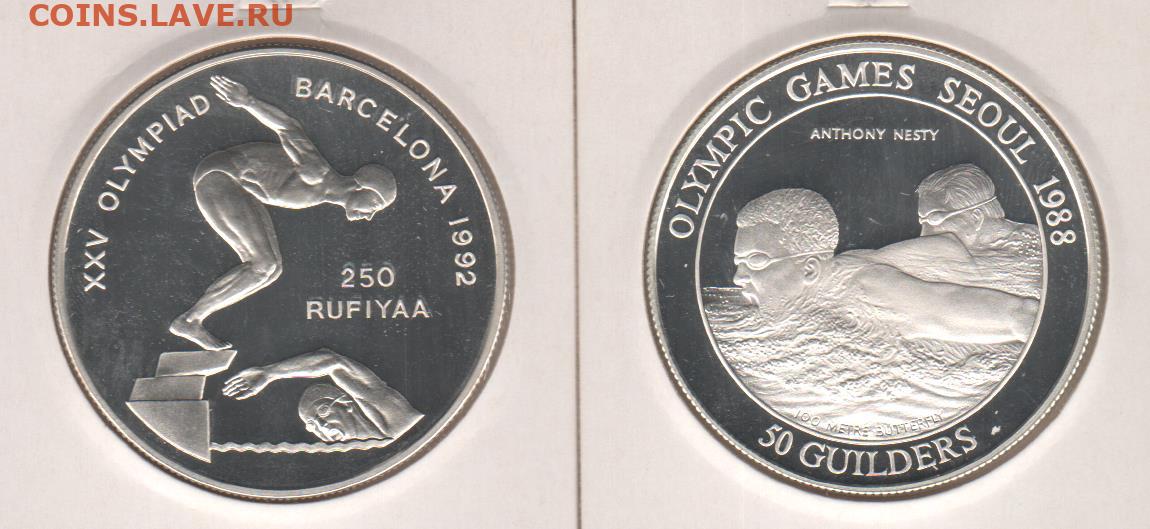 COINS.LAVE.RU
XXV OLYMPIAD BARCELONA 1992
250
RUFIYAA
OLYMPIC GAMES SEOUL 1988
ANTHONY NESTY
100 METRE BUTTERFLY
50 GUILDERS